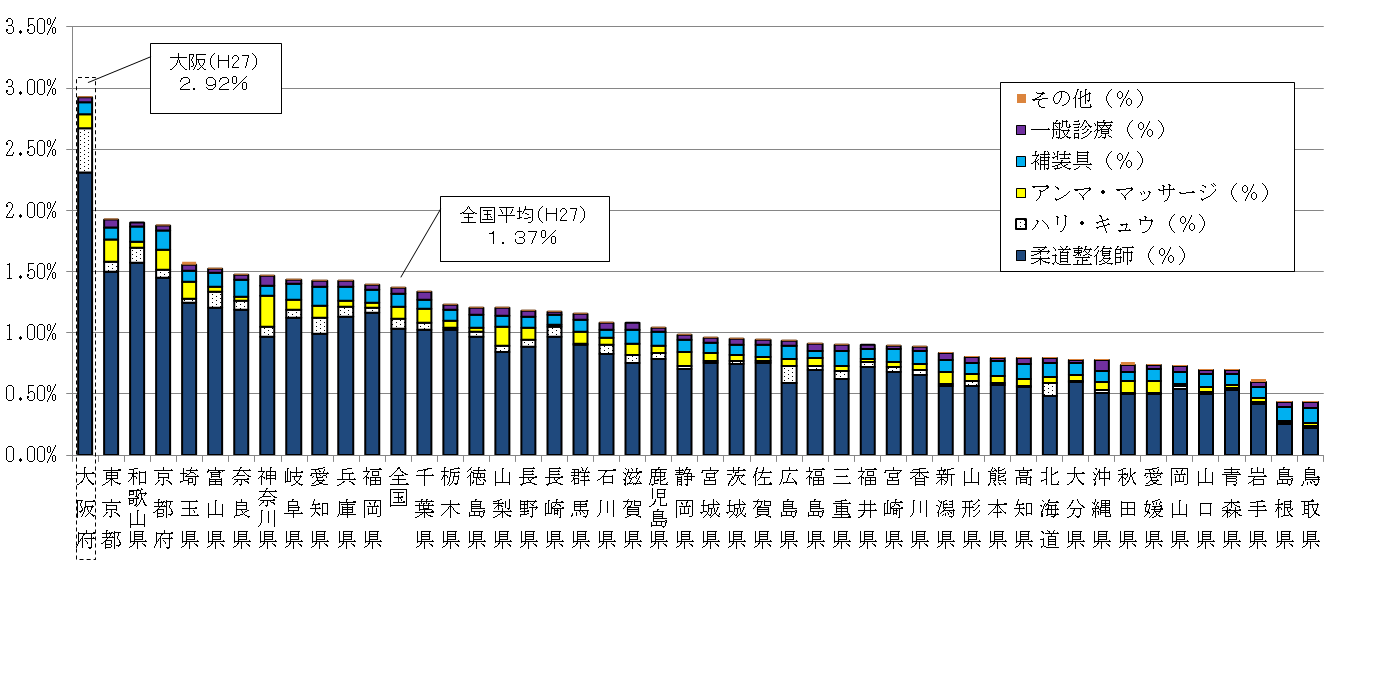 3.50%
3.00%
2.50%
2.00%
1.50%
1.00%
0.50%
0.00%
大阪(H27)
2.92%
全国平均(H27)
1.37%
その他（％）
一般診療（％）
補装具（％）
アンマ・マッサージ（％）
ハリ・キュウ（％）
柔道整復師（％）
大阪府
東京都
和歌山県
京都府
埼玉県
富山県
奈良県
神奈川県
岐阜県
愛知県
兵庫県
福岡県
全国
千葉県
栃木県
徳島県
山梨県
長野県
長崎県
群馬県
石川県
滋賀県
鹿児島県
静岡県
宮城県
茨城県
佐賀県
広島県
福島県
三重県
福井県
宮崎県
香川県
新潟県
山形県
熊本県
高知県
北海道
大分県
沖縄県
秋田県
愛媛県
岡山県
山口県
青森県
岩手県
島根県
鳥取県